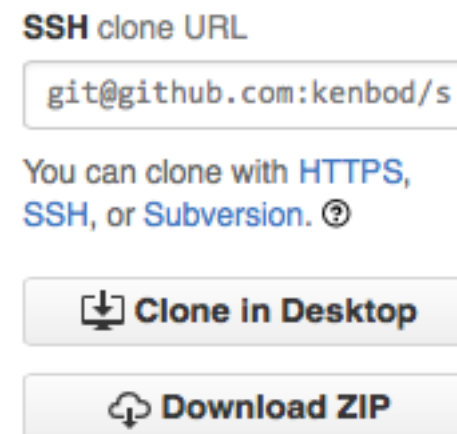 SSH clone URL
git@github.com:kenbod/s
You can clone with HTTPS,
SSH, or Subversion. ?
Clone in Desktop
Download ZIP